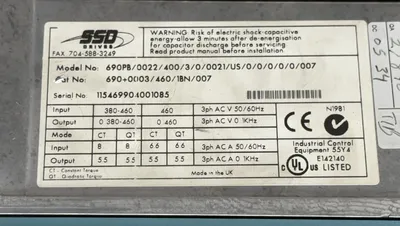 SSD
DRIVES
FAX. 704-588-3249
WARNING Risk of electric shock-capacitive
energy-allow 3 minutes after de-energisation
for capacitor discharge before servicing
Read product manual before installation
Model No: 690PB/0022/400/3/0/0021/US/0/0/0/0/0/007
Cat No: 690+0003/460/1BN/007
Serial No: 11546990.4001085
Input 380-460 460 3ph AC V 50/60Hz
Output 0 380-460 0 460 3ph AC V 0 1KHz
CT CT QT
Input 8 8 6.6 6.6 3ph AC A 50/60Hz
Output 5.5 5.5 5.5 5.5 3ph AC A 0 1KHz
CT - Constant Torque
QT - Quadratic Torque
Made in the UK
N1981
Industrial Control
Equipment 55Y4
E142140
LISTED